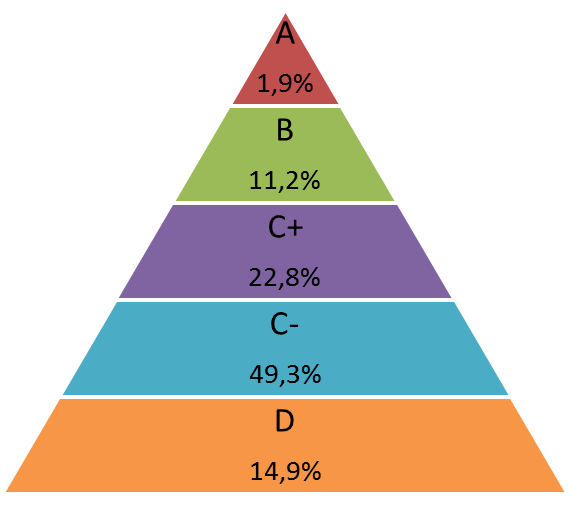 A
1,9%
B
11,2%
C+
22,8%
C-
49,3%
D
14,9%